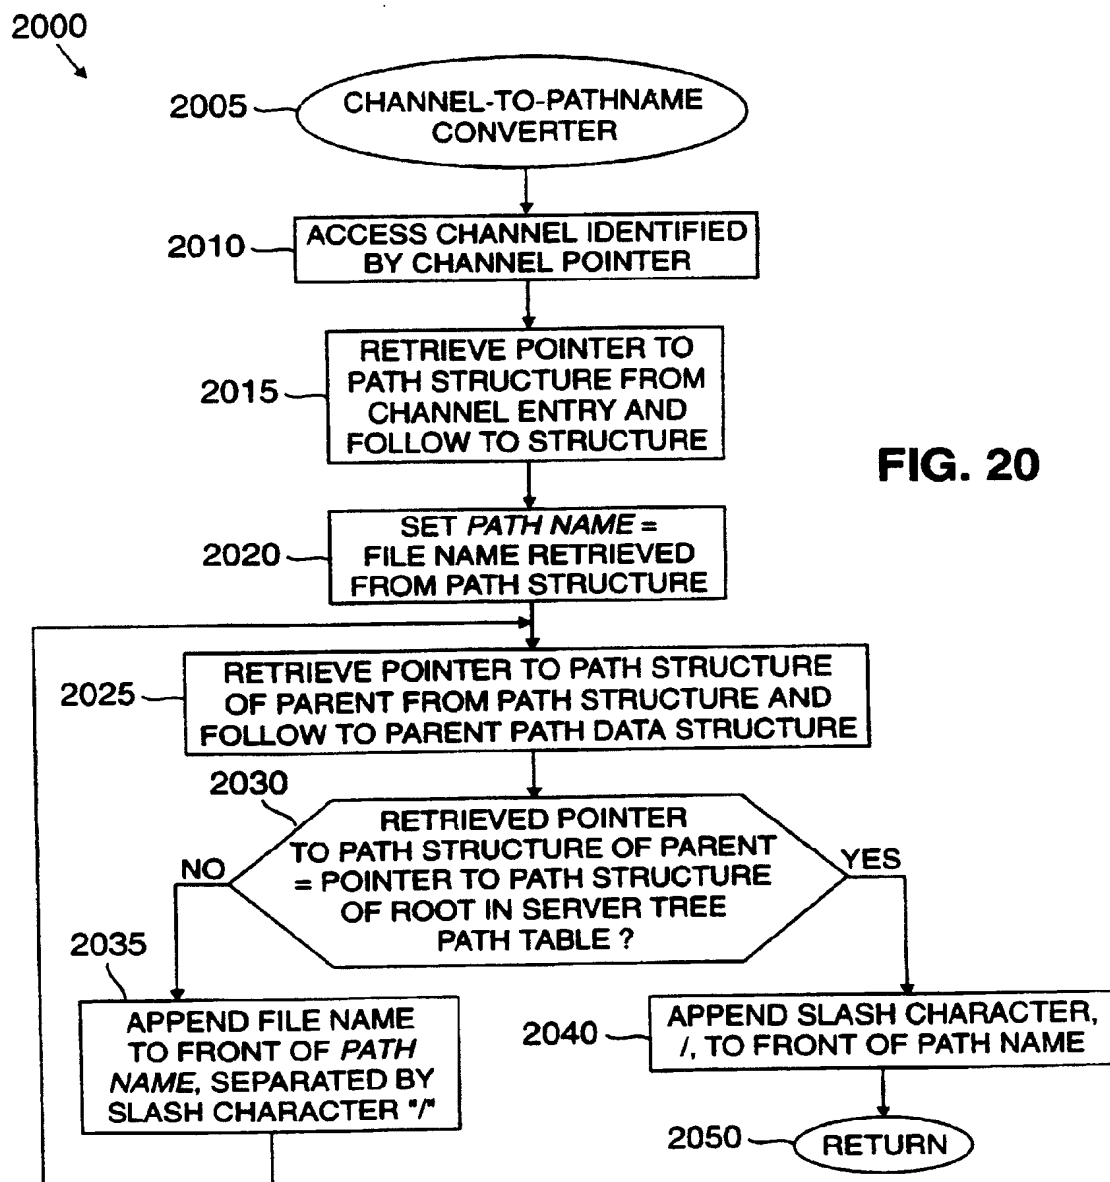 2000
2005
CHANNEL-TO-PATHNAME
CONVERTER
2010
ACCESS CHANNEL IDENTIFIED
BY CHANNEL POINTER
2015
RETRIEVE POINTER TO
PATH STRUCTURE FROM
CHANNEL ENTRY AND
FOLLOW TO STRUCTURE
FIG. 20
2020
SET PATH NAME =
FILE NAME RETRIEVED
FROM PATH STRUCTURE
2025
RETRIEVE POINTER TO PATH STRUCTURE
OF PARENT FROM PATH STRUCTURE AND
FOLLOW TO PARENT PATH DATA STRUCTURE
2030
RETRIEVED POINTER
TO PATH STRUCTURE OF PARENT
= POINTER TO PATH STRUCTURE
OF ROOT IN SERVER TREE
PATH TABLE ?
NO
YES
2035
APPEND FILE NAME
TO FRONT OF PATH
NAME, SEPARATED BY
SLASH CHARACTER "/"
2040
APPEND SLASH CHARACTER,
/, TO FRONT OF PATH NAME
2050
RETURN